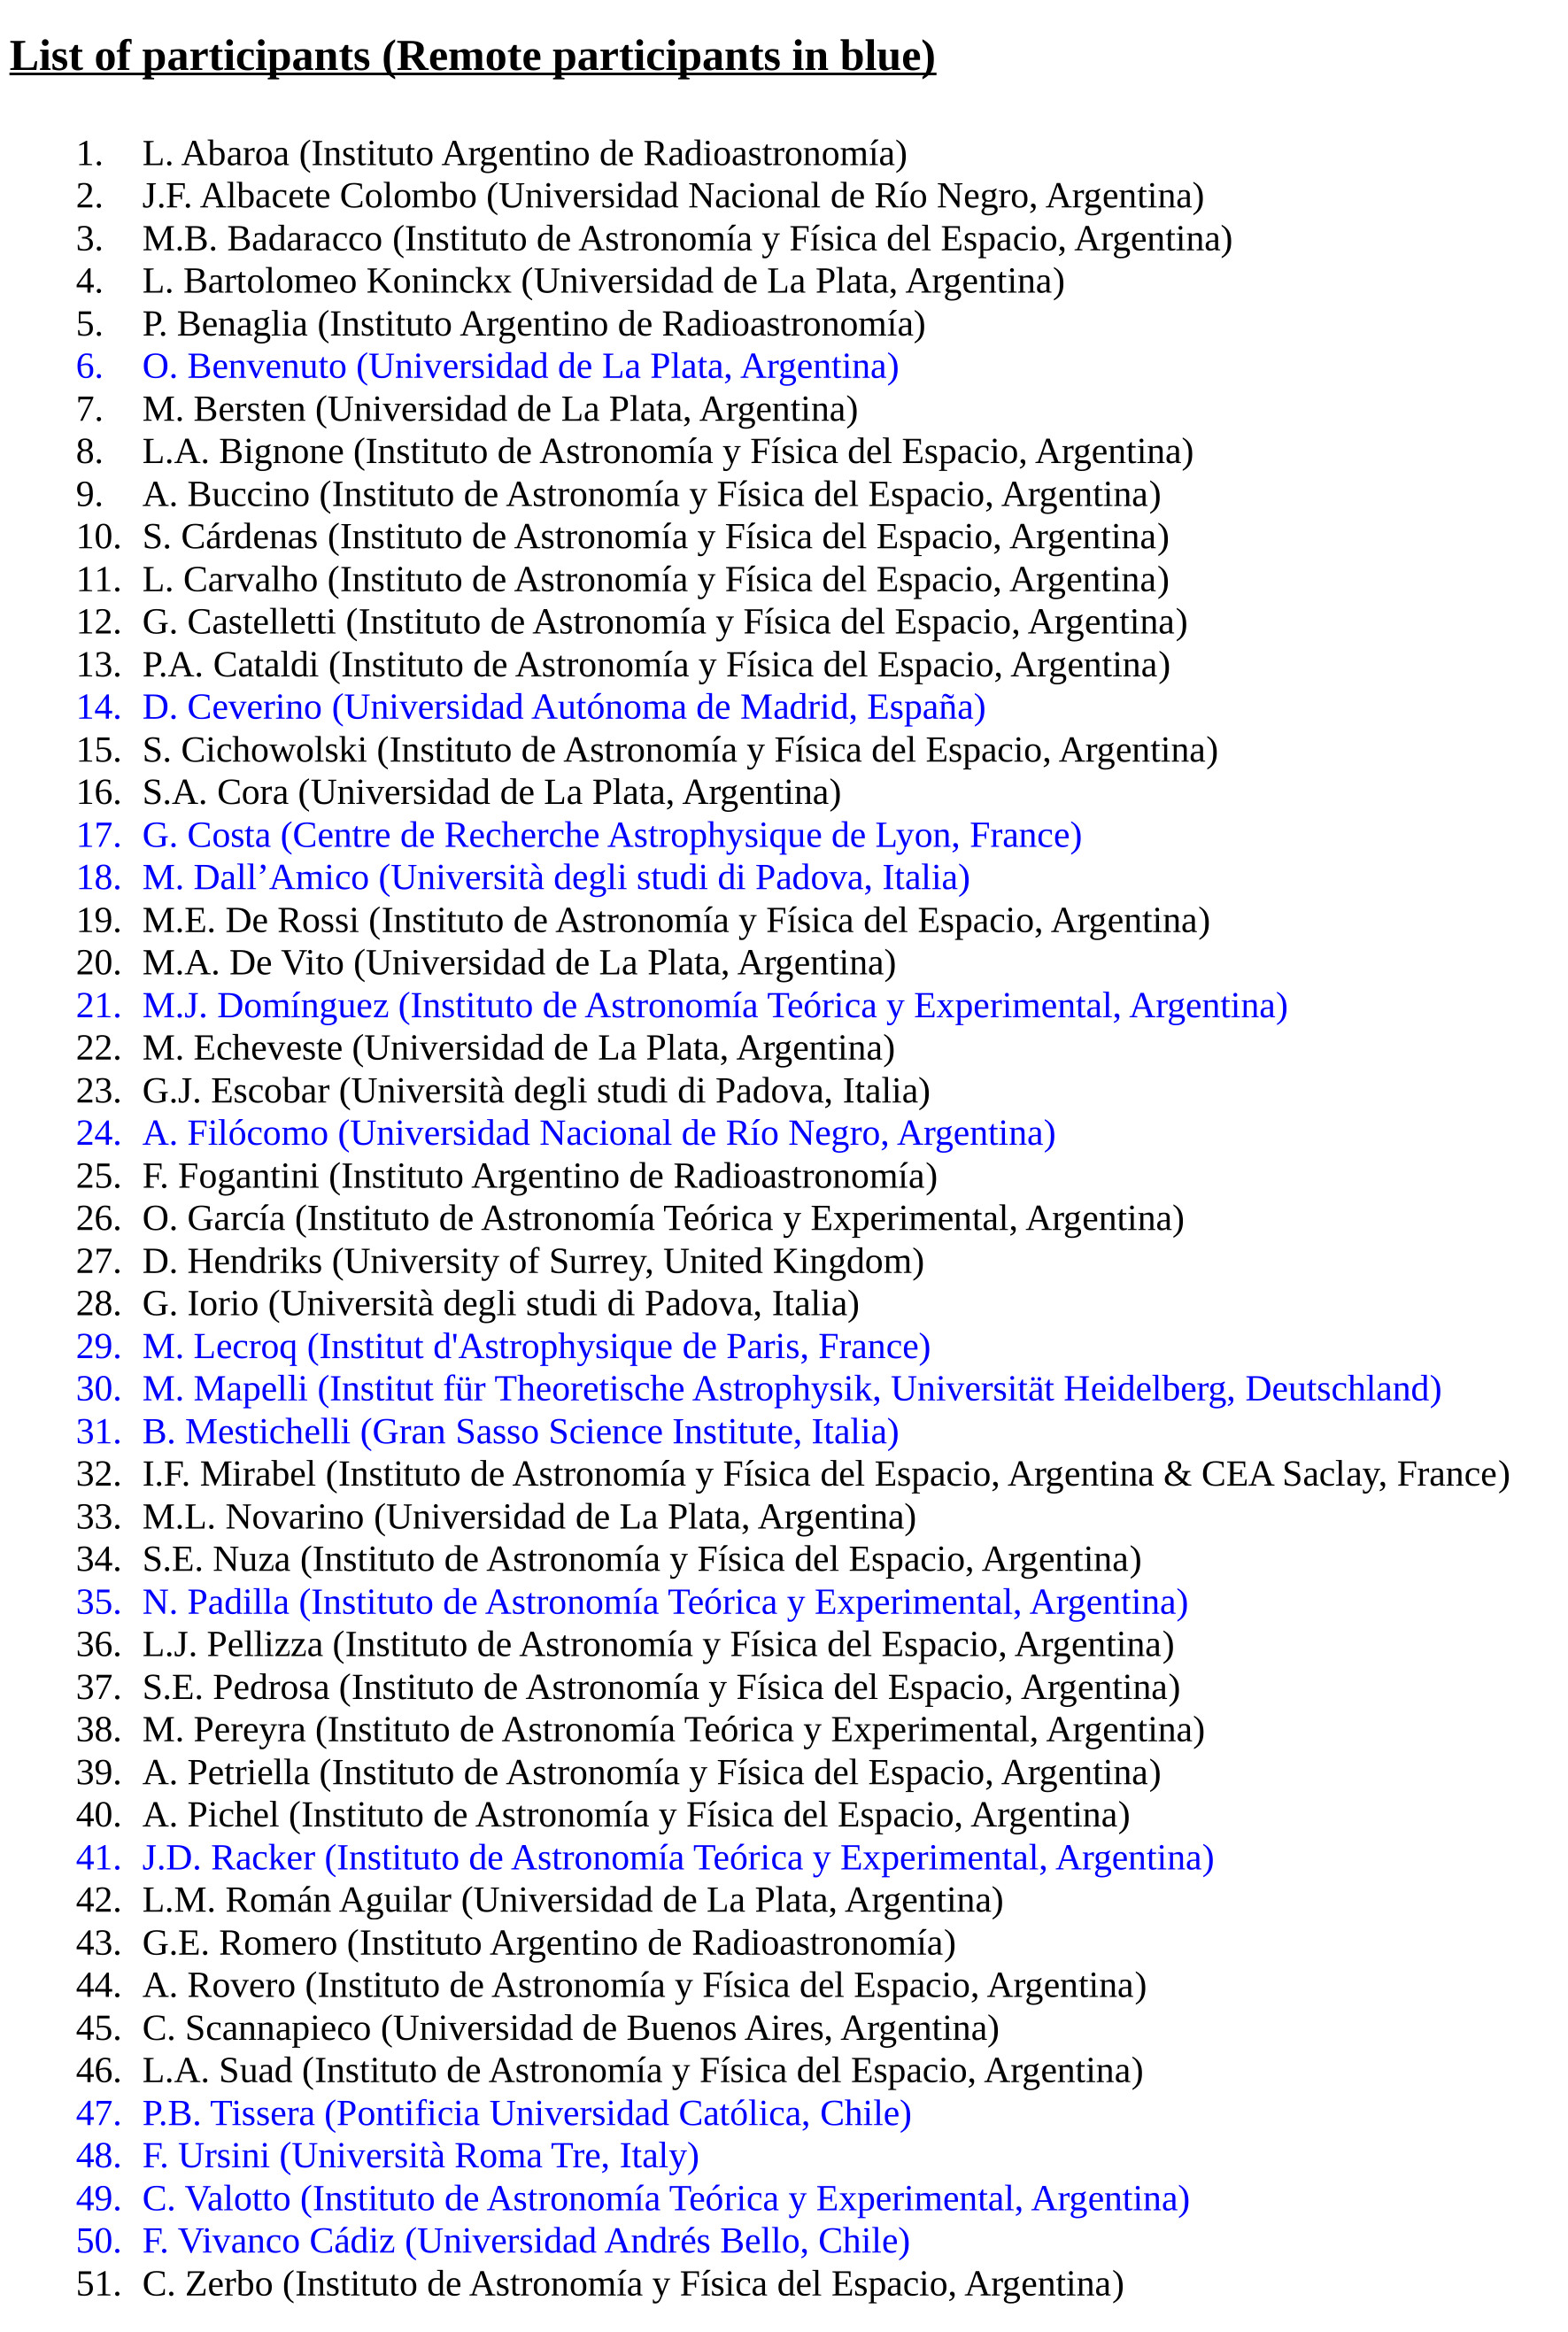 List of participants (Remote participants in blue)
1. L. Abaroa (Instituto Argentino de Radioastronomía)
2. J.F. Albacete Colombo (Universidad Nacional de Río Negro, Argentina)
3. M.B. Badaracco (Instituto de Astronomía y Física del Espacio, Argentina)
4. L. Bartolomeo Koninckx (Universidad de La Plata, Argentina)
5. P. Benaglia (Instituto Argentino de Radioastronomía)
6. O. Benvenuto (Universidad de La Plata, Argentina)
7. M. Bersten (Universidad de La Plata, Argentina)
8. L.A. Bignone (Instituto de Astronomía y Física del Espacio, Argentina)
9. A. Buccino (Instituto de Astronomía y Física del Espacio, Argentina)
10. S. Cárdenas (Instituto de Astronomía y Física del Espacio, Argentina)
11. L. Carvalho (Instituto de Astronomía y Física del Espacio, Argentina)
12. G. Castelletti (Instituto de Astronomía y Física del Espacio, Argentina)
13. P.A. Cataldi (Instituto de Astronomía y Física del Espacio, Argentina)
14. D. Ceverino (Universidad Autónoma de Madrid, España)
15. S. Cichowolski (Instituto de Astronomía y Física del Espacio, Argentina)
16. S.A. Cora (Universidad de La Plata, Argentina)
17. G. Costa (Centre de Recherche Astrophysique de Lyon, France)
18. M. Dall’Amico (Università degli studi di Padova, Italia)
19. M.E. De Rossi (Instituto de Astronomía y Física del Espacio, Argentina)
20. M.A. De Vito (Universidad de La Plata, Argentina)
21. M.J. Domínguez (Instituto de Astronomía Teórica y Experimental, Argentina)
22. M. Echeveste (Universidad de La Plata, Argentina)
23. G.J. Escobar (Università degli studi di Padova, Italia)
24. A. Filócomo (Universidad Nacional de Río Negro, Argentina)
25. F. Fogantini (Instituto Argentino de Radioastronomía)
26. O. García (Instituto de Astronomía Teórica y Experimental, Argentina)
27. D. Hendriks (University of Surrey, United Kingdom)
28. G. Iorio (Università degli studi di Padova, Italia)
29. M. Lecroq (Institut d'Astrophysique de Paris, France)
30. M. Mapelli (Institut für Theoretische Astrophysik, Universität Heidelberg, Deutschland)
31. B. Mestichelli (Gran Sasso Science Institute, Italia)
32. I.F. Mirabel (Instituto de Astronomía y Física del Espacio, Argentina & CEA Saclay, France)
33. M.L. Novarino (Universidad de La Plata, Argentina)
34. S.E. Nuza (Instituto de Astronomía y Física del Espacio, Argentina)
35. N. Padilla (Instituto de Astronomía Teórica y Experimental, Argentina)
36. L.J. Pellizza (Instituto de Astronomía y Física del Espacio, Argentina)
37. S.E. Pedrosa (Instituto de Astronomía y Física del Espacio, Argentina)
38. M. Pereyra (Instituto de Astronomía Teórica y Experimental, Argentina)
39. A. Petriella (Instituto de Astronomía y Física del Espacio, Argentina)
40. A. Pichel (Instituto de Astronomía y Física del Espacio, Argentina)
41. J.D. Racker (Instituto de Astronomía Teórica y Experimental, Argentina)
42. L.M. Román Aguilar (Universidad de La Plata, Argentina)
43. G.E. Romero (Instituto Argentino de Radioastronomía)
44. A. Rovero (Instituto de Astronomía y Física del Espacio, Argentina)
45. C. Scannapieco (Universidad de Buenos Aires, Argentina)
46. L.A. Suad (Instituto de Astronomía y Física del Espacio, Argentina)
47. P.B. Tissera (Pontificia Universidad Católica, Chile)
48. F. Ursini (Università Roma Tre, Italy)
49. C. Valotto (Instituto de Astronomía Teórica y Experimental, Argentina)
50. F. Vivanco Cádiz (Universidad Andrés Bello, Chile)
51. C. Zerbo (Instituto de Astronomía y Física del Espacio, Argentina)